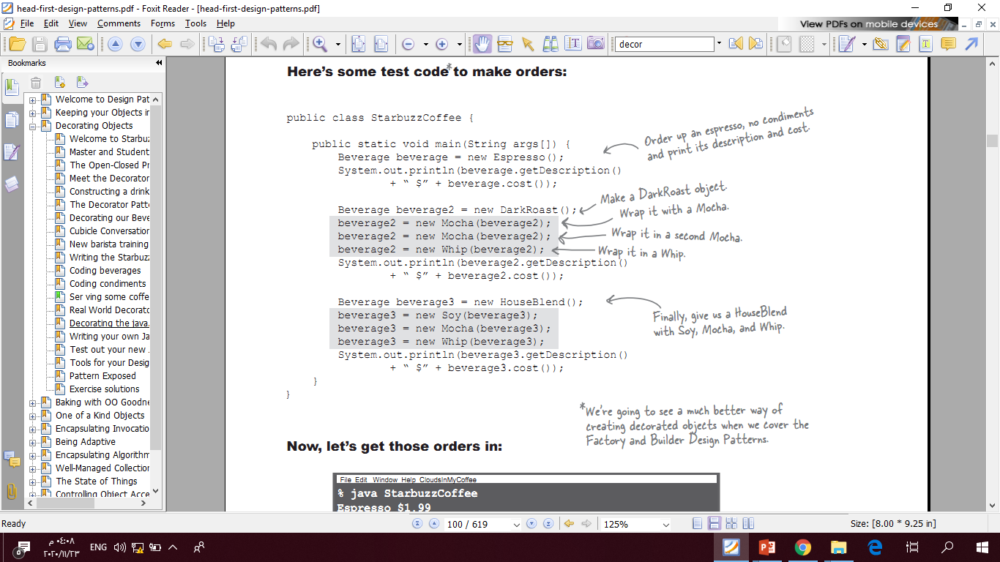 head-first-design-patterns.pdf - Foxit Reader - [head-first-design-patterns.pdf]
File Edit View Comments Forms Tools Help
View PDFs on mobile devices
decor
Bookmarks
Welcome to Design Pat
Keeping your Objects in
Decorating Objects
Welcome to Starbuz
Master and Student
The Open-Closed Pr
Meet the Decorator
Constructing a drink
The Decorator Patt
Decorating our Beve
Cubicle Conversation
New barista training
Writing the Starbuzz
Coding beverages
Coding condiments
Ser ving some coffe
Real World Decorato
Decorating the java.
Writing your own Ja
Test out your new
Tools for your Desig
Pattern Exposed
Exercise solutions
Baking with OO Goodne
One of a Kind Objects
Encapsulating Invocatio
Being Adaptive
Encapsulating Algorithm
Well-Managed Collection
The State of Things
Controlling Object Acce
Here's some test code* to make orders:
public class StarbuzzCoffee {
public static void main(String args[]) {
Beverage beverage = new Espresso();
System.out.println(beverage.getDescription()
+ “ $” + beverage.cost());
Order up an espresso, no condiments
and print its description and cost.
Beverage beverage2 = new DarkRoast();
Make a DarkRoast object.
beverage2 = new Mocha(beverage2);
Wrap it with a Mocha.
beverage2 = new Mocha(beverage2);
Wrap it in a second Mocha.
beverage2 = new Whip(beverage2);
Wrap it in a Whip.
System.out.println(beverage2.getDescription()
+ “ $” + beverage2.cost());
Beverage beverage3 = new HouseBlend();
beverage3 = new Soy(beverage3);
beverage3 = new Mocha(beverage3);
beverage3 = new Whip(beverage3);
Finally, give us a HouseBlend
with Soy, Mocha, and Whip.
System.out.println(beverage3.getDescription()
+ “ $” + beverage3.cost());
}
}
*We're going to see a much better way of
creating decorated objects when we cover the
Factory and Builder Design Patterns.
Now, let's get those orders in:
File Edit Window Help CloudsInMyCoffee
% java StarbuzzCoffee
Espresso $1.99
Ready
100 / 619
125%
Size: [8.00 * 9.25 in]
٥
م ٠٤:٠٨
٢٠٢٠/١١/٢٣
ENG